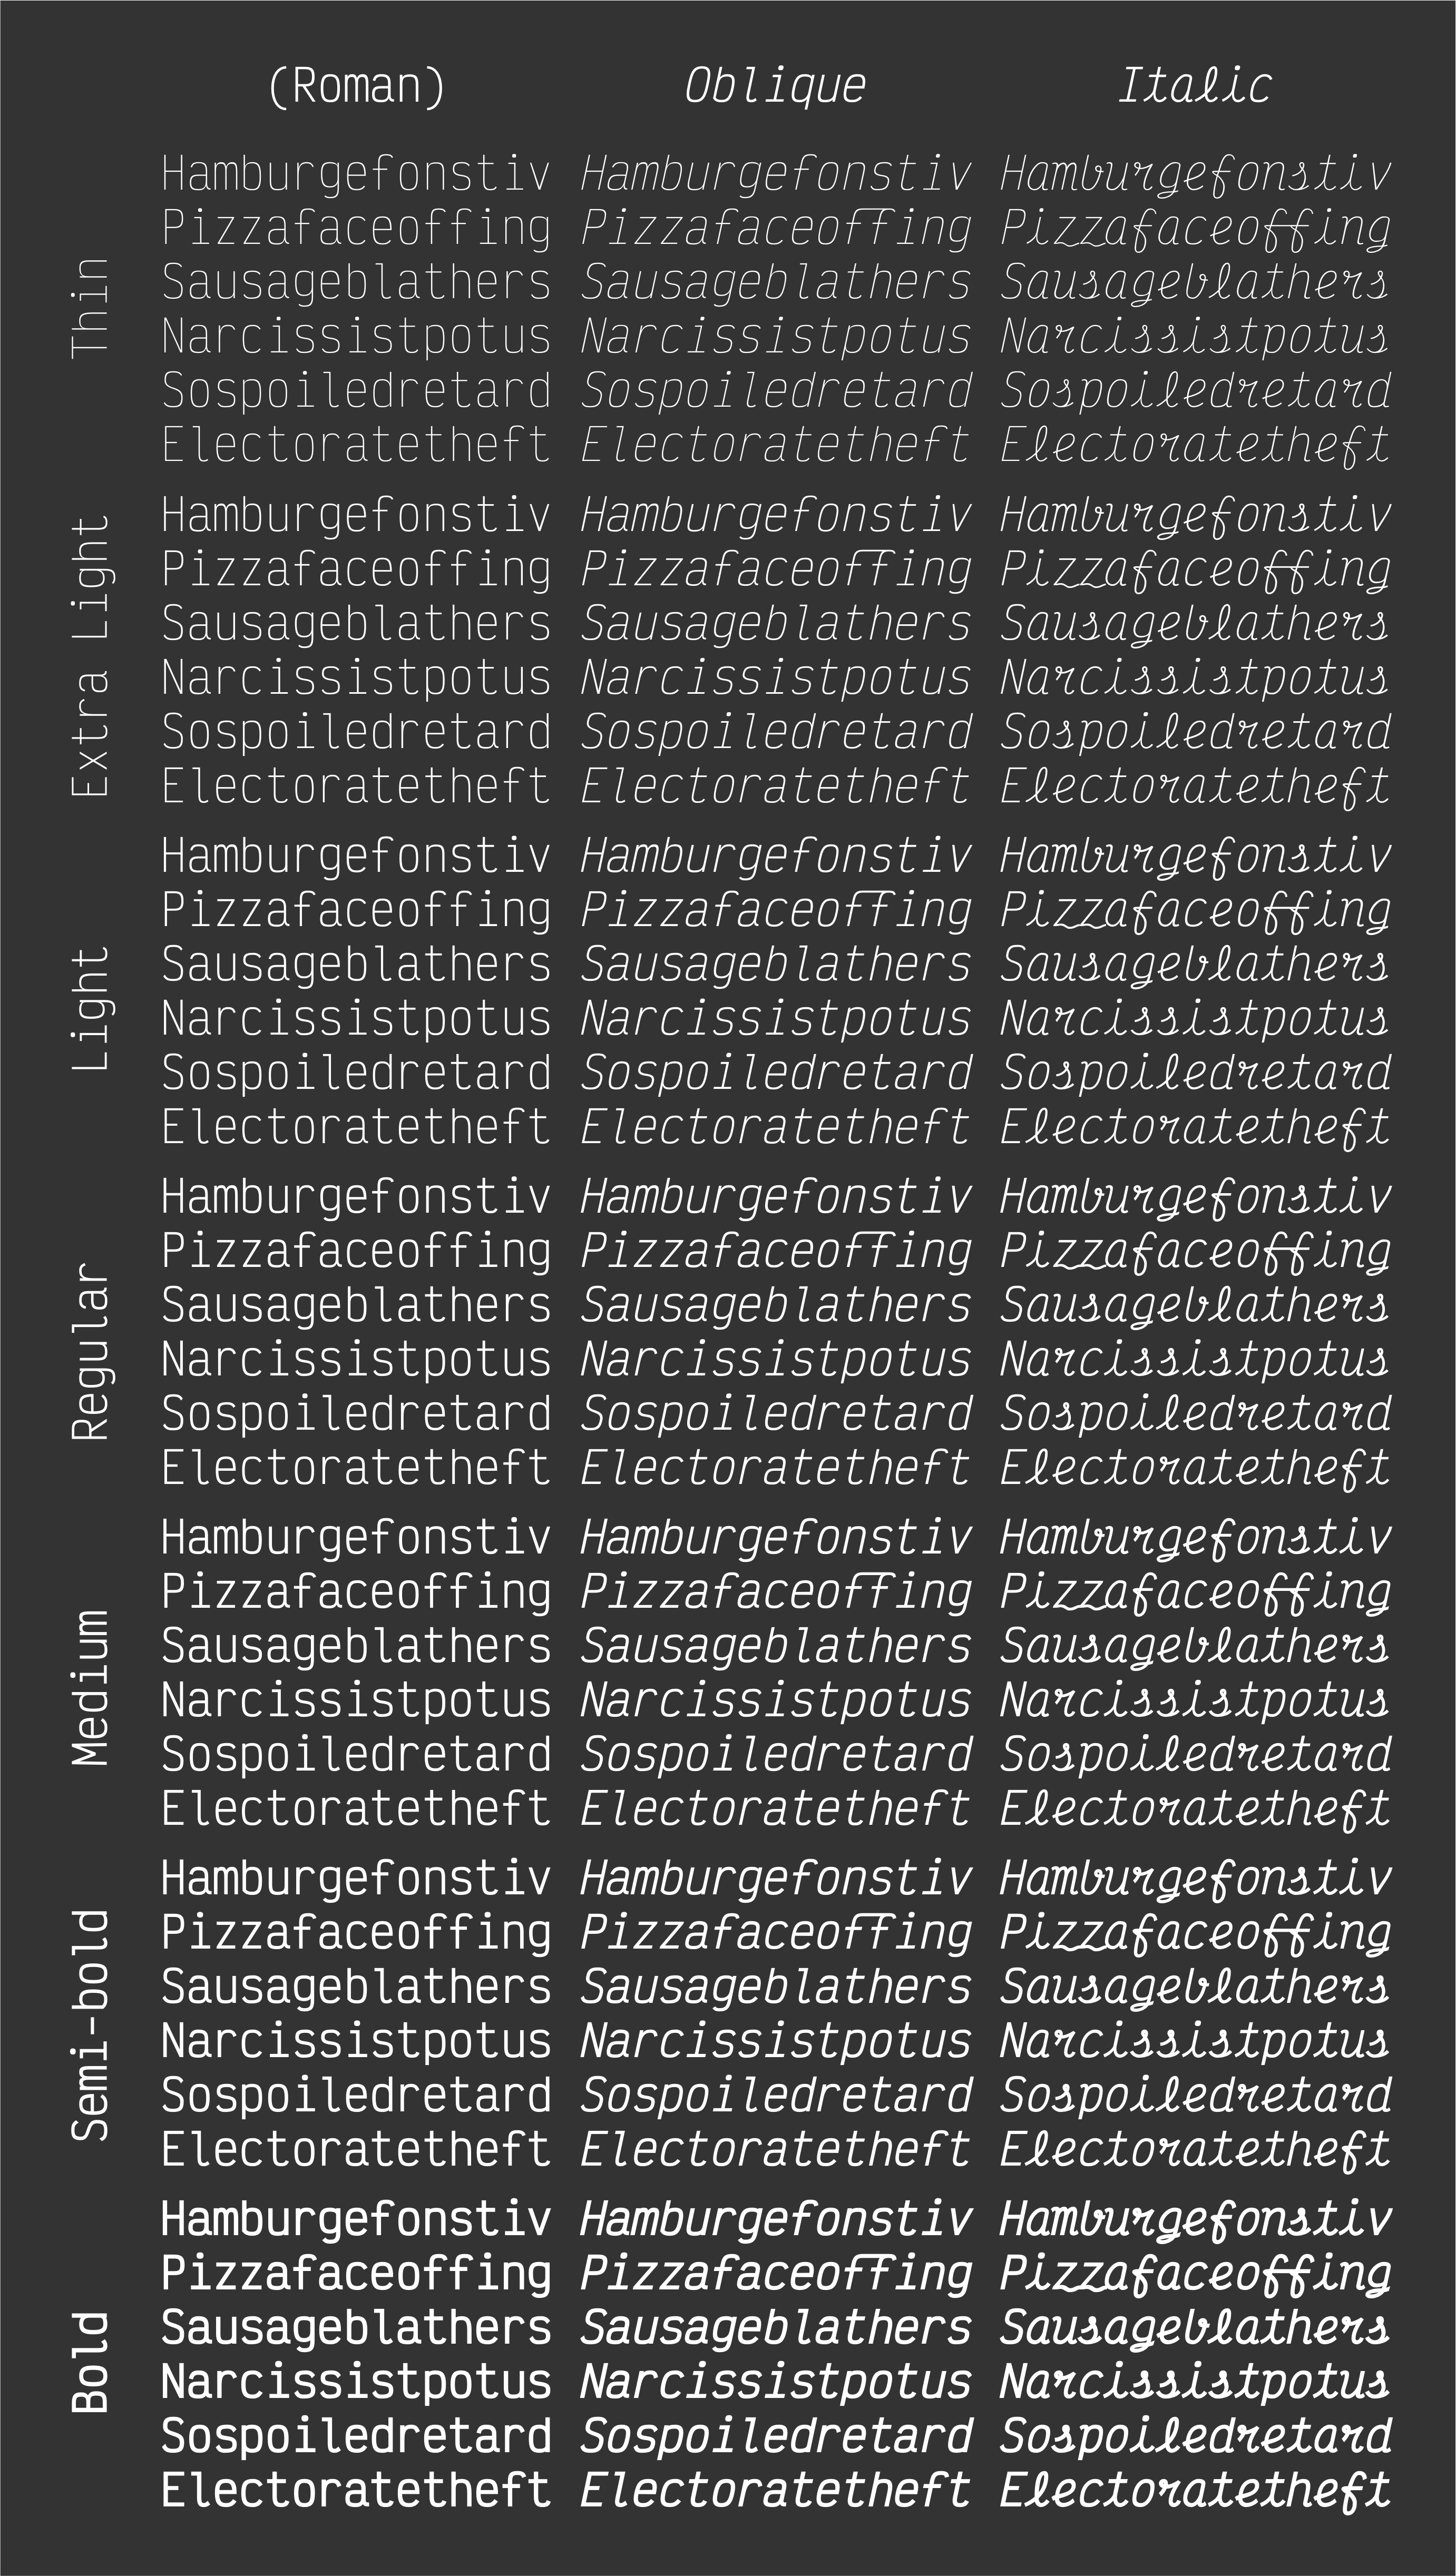 (Roman) Oblique Italic
Thin
Hamburgefonstiv Hamburgefonstiv Hamburgefonstiv
Pizzafaceoffing Pizzafaceoffing Pizzafaceoffing
Sausageblathers Sausageblathers Sausageblathers
Narcissistpotus Narcissistpotus Narcissistpotus
Sospoiledretard Sospoiledretard Sospoiledretard
Electoratetheft Electoratetheft Electoratetheft
Extra Light
Hamburgefonstiv Hamburgefonstiv Hamburgefonstiv
Pizzafaceoffing Pizzafaceoffing Pizzafaceoffing
Sausageblathers Sausageblathers Sausageblathers
Narcissistpotus Narcissistpotus Narcissistpotus
Sospoiledretard Sospoiledretard Sospoiledretard
Electoratetheft Electoratetheft Electoratetheft
Light
Hamburgefonstiv Hamburgefonstiv Hamburgefonstiv
Pizzafaceoffing Pizzafaceoffing Pizzafaceoffing
Sausageblathers Sausageblathers Sausageblathers
Narcissistpotus Narcissistpotus Narcissistpotus
Sospoiledretard Sospoiledretard Sospoiledretard
Electoratetheft Electoratetheft Electoratetheft
Regular
Hamburgefonstiv Hamburgefonstiv Hamburgefonstiv
Pizzafaceoffing Pizzafaceoffing Pizzafaceoffing
Sausageblathers Sausageblathers Sausageblathers
Narcissistpotus Narcissistpotus Narcissistpotus
Sospoiledretard Sospoiledretard Sospoiledretard
Electoratetheft Electoratetheft Electoratetheft
Medium
Hamburgefonstiv Hamburgefonstiv Hamburgefonstiv
Pizzafaceoffing Pizzafaceoffing Pizzafaceoffing
Sausageblathers Sausageblathers Sausageblathers
Narcissistpotus Narcissistpotus Narcissistpotus
Sospoiledretard Sospoiledretard Sospoiledretard
Electoratetheft Electoratetheft Electoratetheft
Semi-bold
Hamburgefonstiv Hamburgefonstiv Hamburgefonstiv
Pizzafaceoffing Pizzafaceoffing Pizzafaceoffing
Sausageblathers Sausageblathers Sausageblathers
Narcissistpotus Narcissistpotus Narcissistpotus
Sospoiledretard Sospoiledretard Sospoiledretard
Electoratetheft Electoratetheft Electoratetheft
Bold
Hamburgefonstiv Hamburgefonstiv Hamburgefonstiv
Pizzafaceoffing Pizzafaceoffing Pizzafaceoffing
Sausageblathers Sausageblathers Sausageblathers
Narcissistpotus Narcissistpotus Narcissistpotus
Sospoiledretard Sospoiledretard Sospoiledretard
Electoratetheft Electoratetheft Electoratetheft